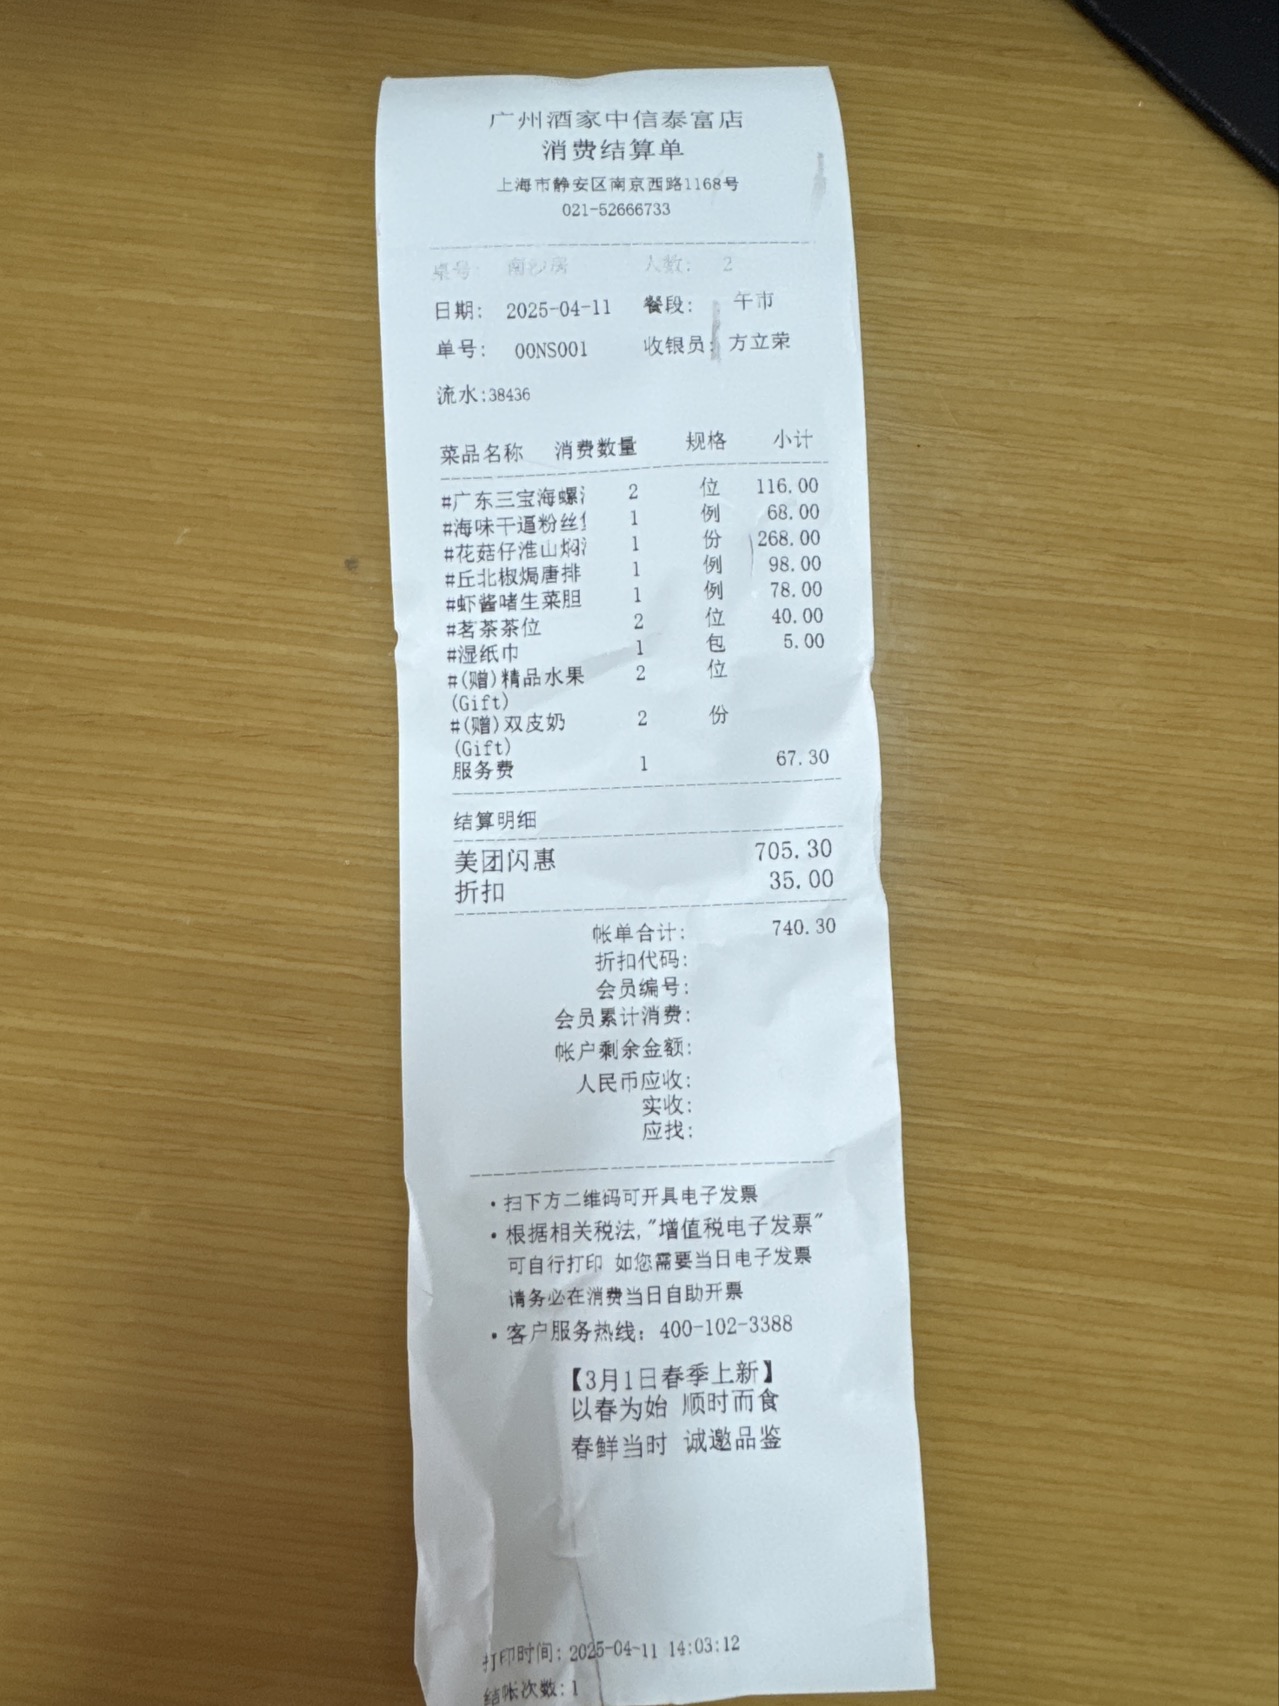 广州酒家中信泰富店
消费结算单
上海市静安区南京西路1168号
021-52666733
桌号: 南沙房 人数: 2
日期: 2025-04-11 餐段: 午市
单号: 00NS001 收银员: 方立荣
流水:38436
菜品名称 消费数量 规格 小计
#广东三宝海螺 2 位 116.00
#海味干逼粉丝 1 例 68.00
#花菇仔淮山焖 1 份 268.00
#丘北椒焗唐排 1 例 98.00
#虾酱啫生菜胆 1 例 78.00
#茗茶茶位 2 位 40.00
#湿纸巾 1 包 5.00
#(赠)精品水果 2 位
(Gift)
#(赠)双皮奶 2 份
(Gift)
服务费 1 67.30
结算明细
美团闪惠 705.30
折扣 35.00
帐单合计: 740.30
折扣代码:
会员编号:
会员累计消费:
帐户剩余金额:
人民币应收:
实收:
应找:
·扫下方二维码可开具电子发票
·根据相关税法,"增值税电子发票"
可自行打印 如您需要当日电子发票
请务必在消费当日自助开票
·客户服务热线: 400-102-3388
【3月1日春季上新】
以春为始 顺时而食
春鲜当时 诚邀品鉴
打印时间: 2025-04-11 14:03:12
结帐次数:1